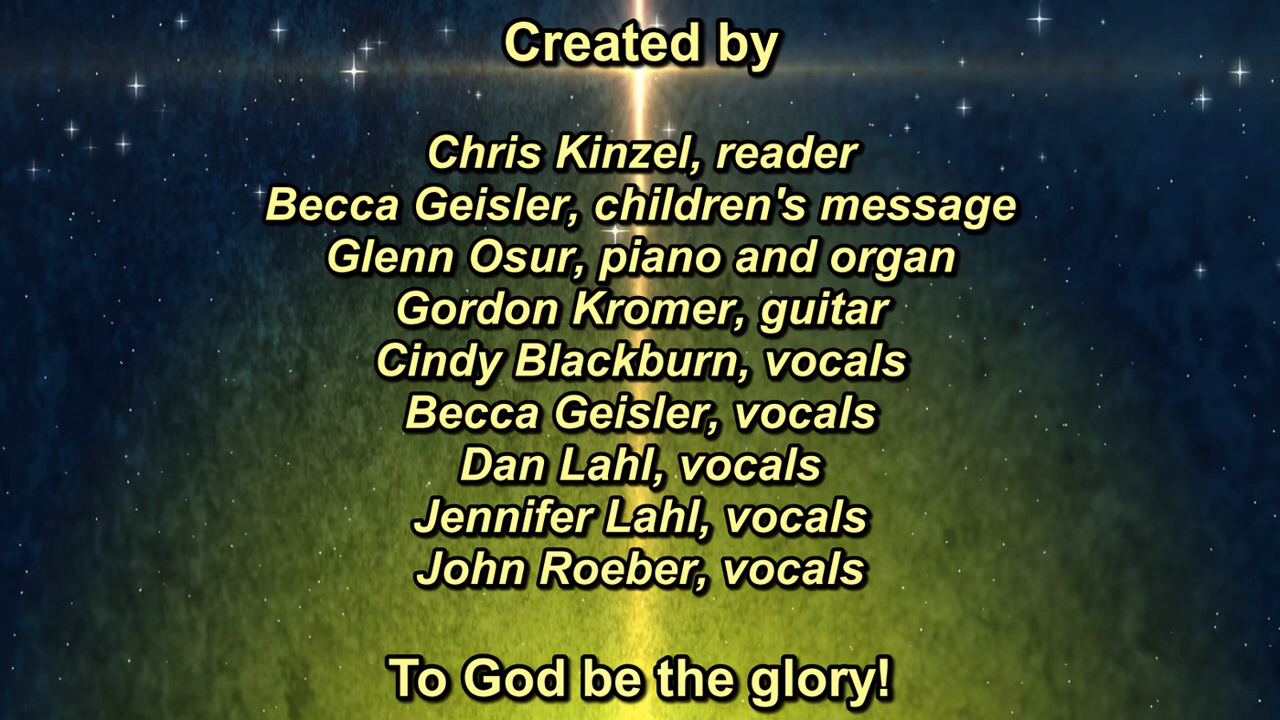 Created by
Chris Kinzel, reader
Becca Geisler, children's message
Glenn Osur, piano and organ
Gordon Kromer, guitar
Cindy Blackburn, vocals
Becca Geisler, vocals
Dan Lahl, vocals
Jennifer Lahl, vocals
John Roeber, vocals
To God be the glory!